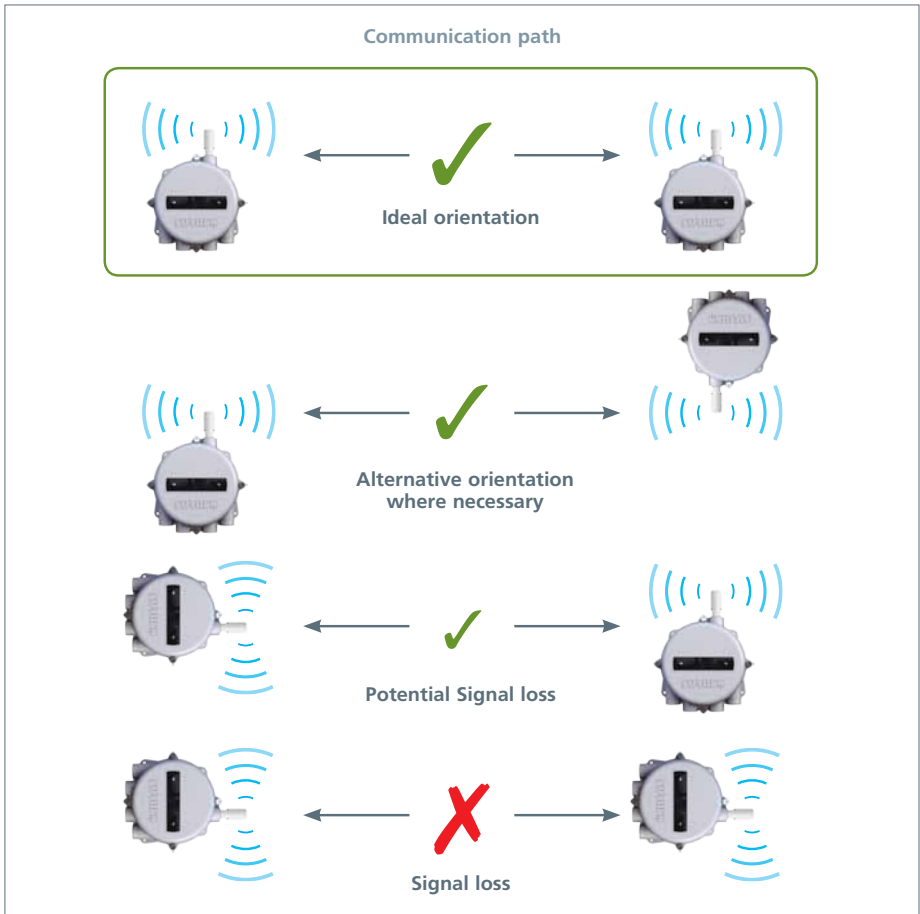 Communication path
Ideal orientation
Alternative orientation
where necessary
Potential Signal loss
Signal loss